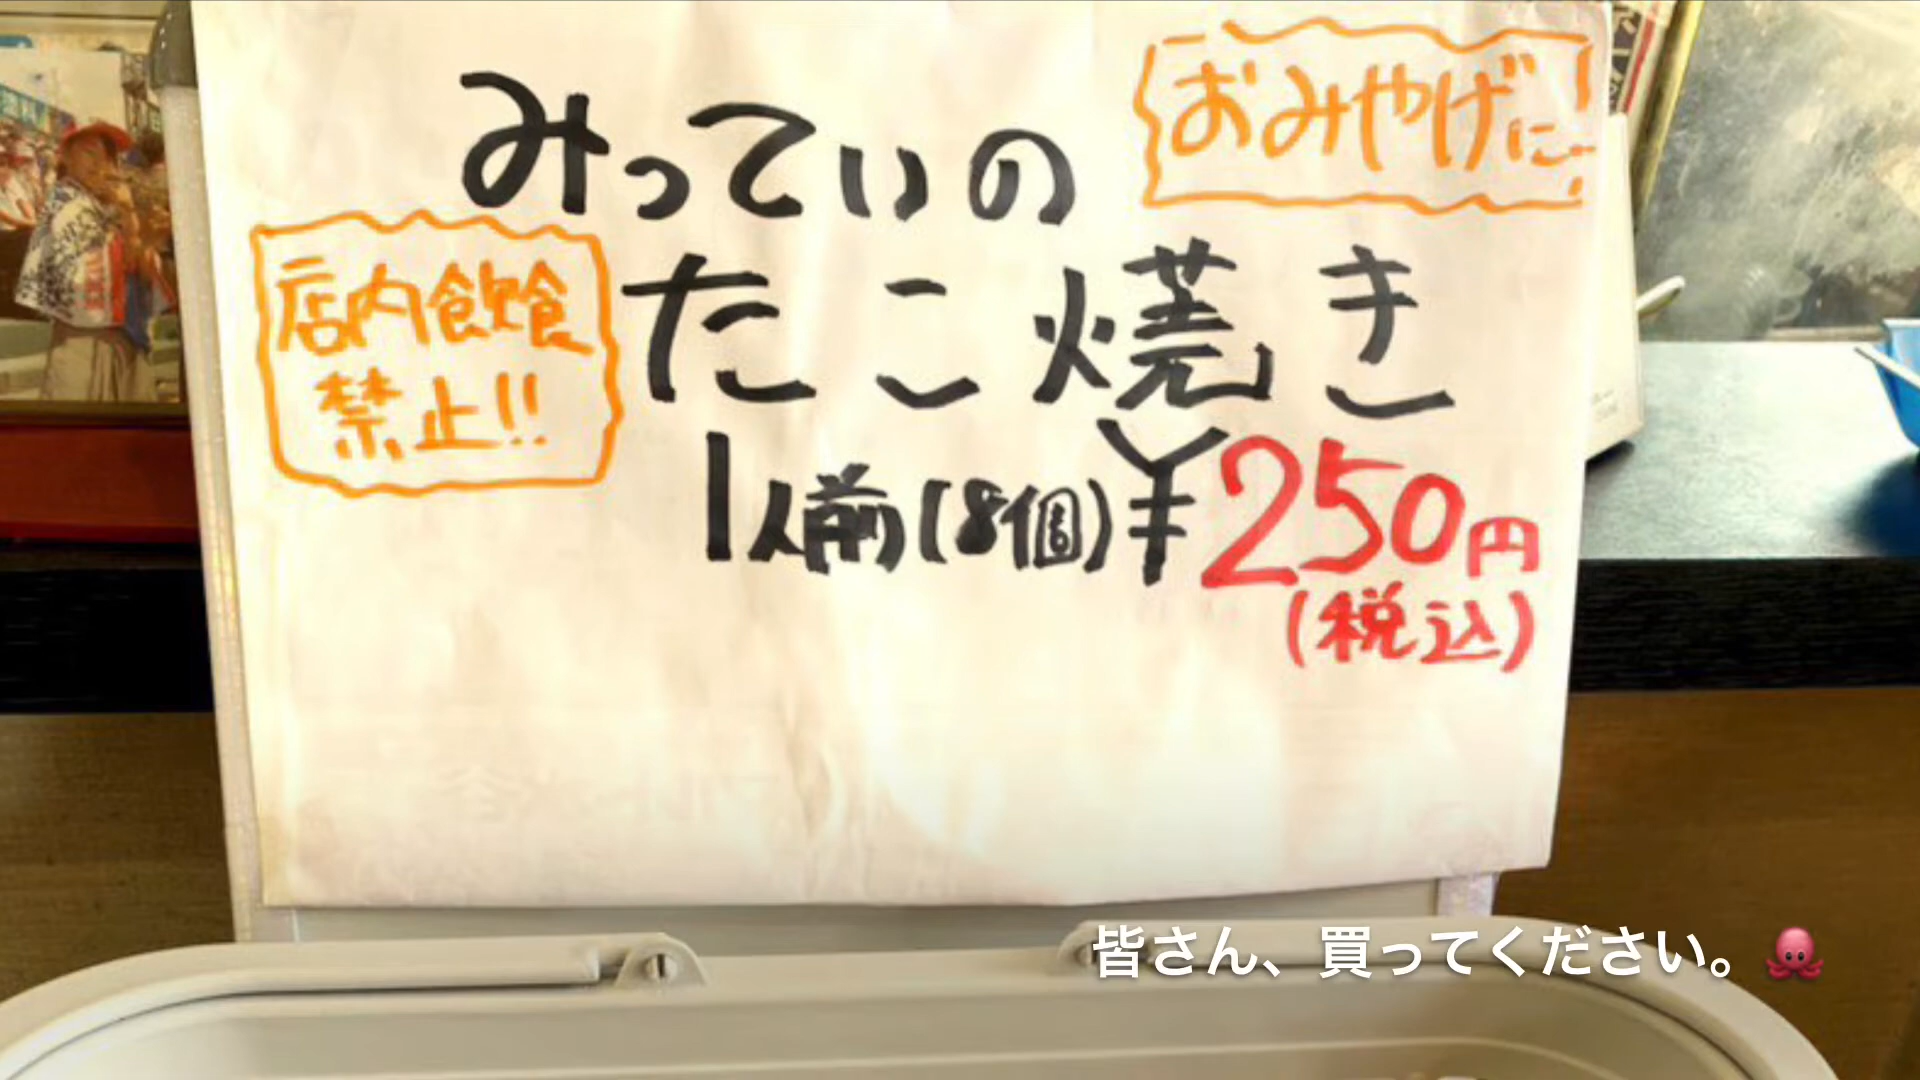 おみやげに!
みってぃの
店内飲食
禁止!!
たこ焼き
1人前(8個)¥250円
(税込)
皆さん、買ってください。🐙